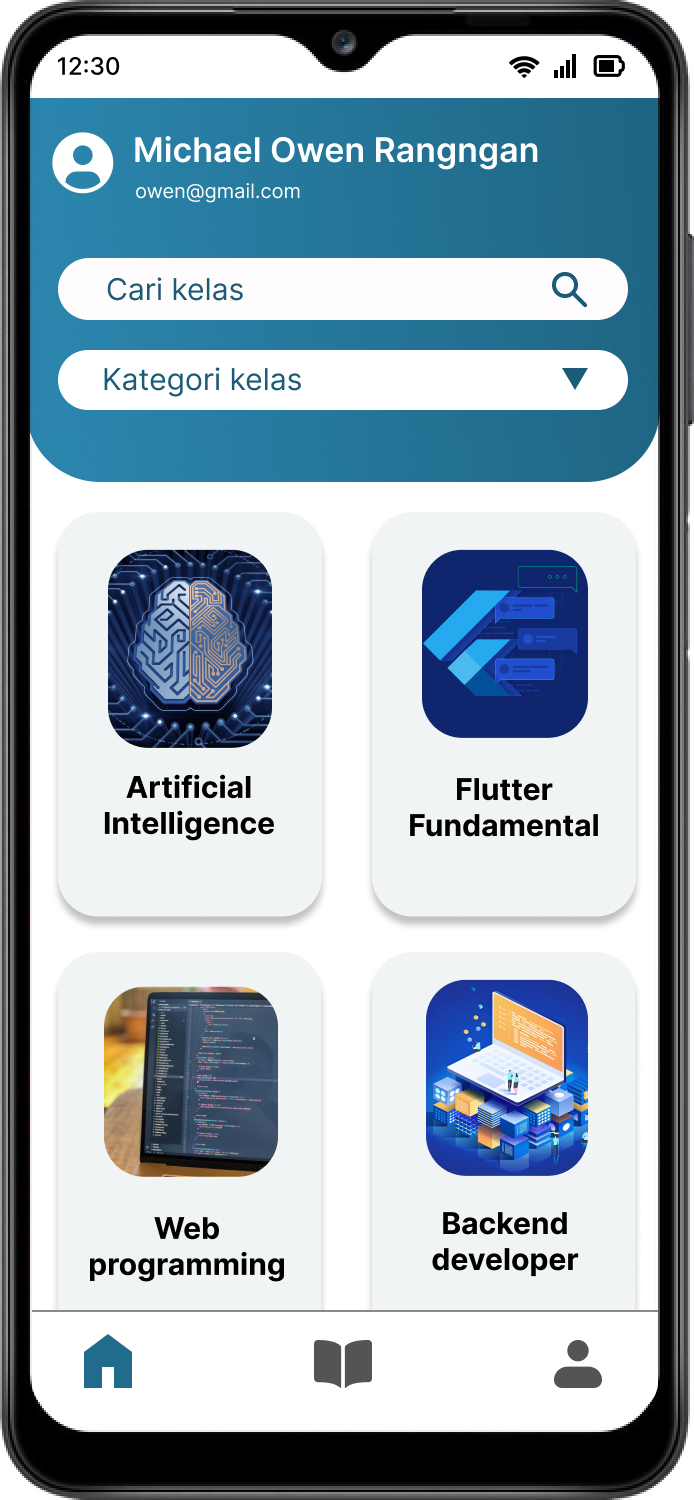 12:30
Michael Owen Rangngan
owen@gmail.com
Cari kelas
Kategori kelas
Artificial
Intelligence
Flutter
Fundamental
Web
programming
Backend
developer